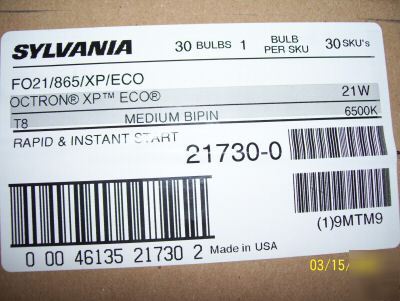 SYLVANIA 30 BULBS 1 BULB PER SKU 30 SKU's
FO21/865/XP/ECO
OCTRON® XP™ ECO® 21W
T8 MEDIUM BIPIN 6500K
RAPID & INSTANT START
21730-0
(1)9MTM9
0 00 46135 21730 2 Made in USA
03/15